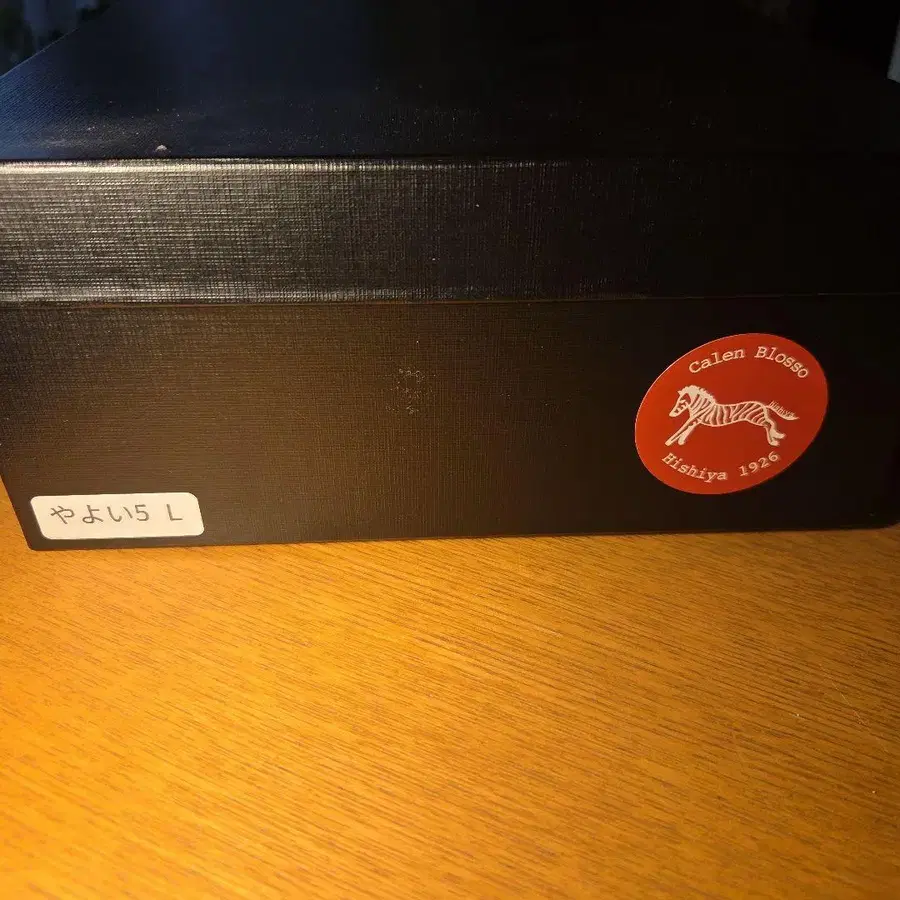 Calen Blosso
Hishiya 1926
やよい5 L